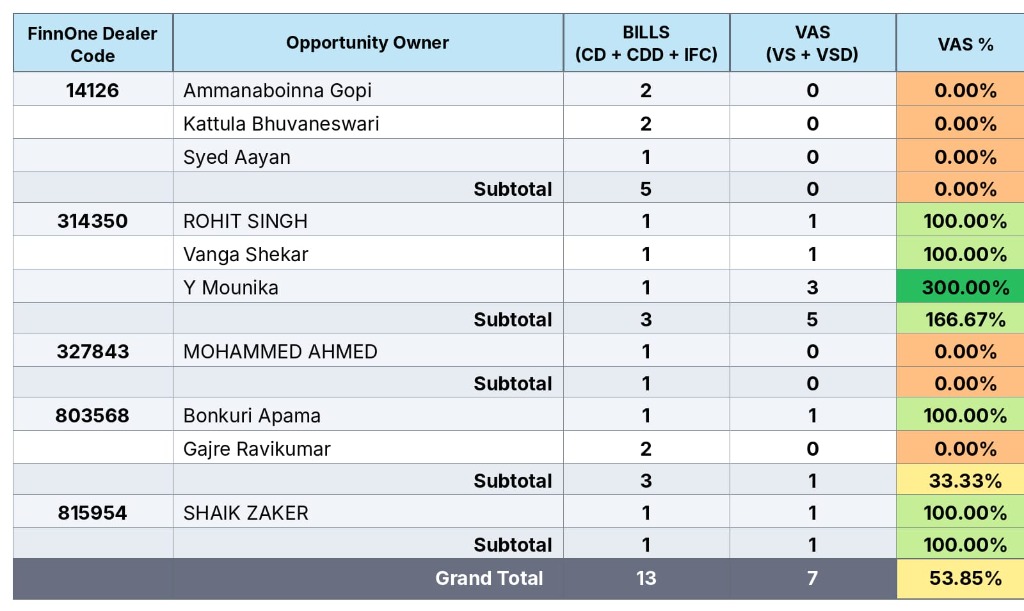 FinnOne Dealer Code | Opportunity Owner | BILLS (CD + CDD + IFC) | VAS (VS + VSD) | VAS %
14126 | Ammanaboinna Gopi | 2 | 0 | 0.00%
Kattula Bhuvaneswari | 2 | 0 | 0.00%
Syed Aayan | 1 | 0 | 0.00%
Subtotal | 5 | 0 | 0.00%
314350 | ROHIT SINGH | 1 | 1 | 100.00%
Vanga Shekar | 1 | 1 | 100.00%
Y Mounika | 1 | 3 | 300.00%
Subtotal | 3 | 5 | 166.67%
327843 | MOHAMMED AHMED | 1 | 0 | 0.00%
Subtotal | 1 | 0 | 0.00%
803568 | Bonkuri Apama | 1 | 1 | 100.00%
Gajre Ravikumar | 2 | 0 | 0.00%
Subtotal | 3 | 1 | 33.33%
815954 | SHAIK ZAKER | 1 | 1 | 100.00%
Subtotal | 1 | 1 | 100.00%
Grand Total | 13 | 7 | 53.85%